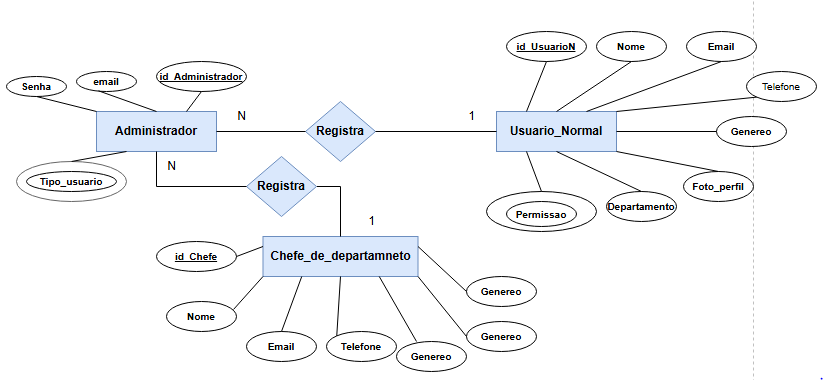 id_UsuarioN
Nome
Email
Senha
email
id_Administrador
Telefone
N
1
Administrador
Registra
Usuario_Normal
Genereo
N
Tipo_usuario
Registra
Foto_perfil
Permissao
Departamento
1
id_Chefe
Chefe_de_departamneto
Genereo
Nome
Email
Telefone
Genereo
Genereo